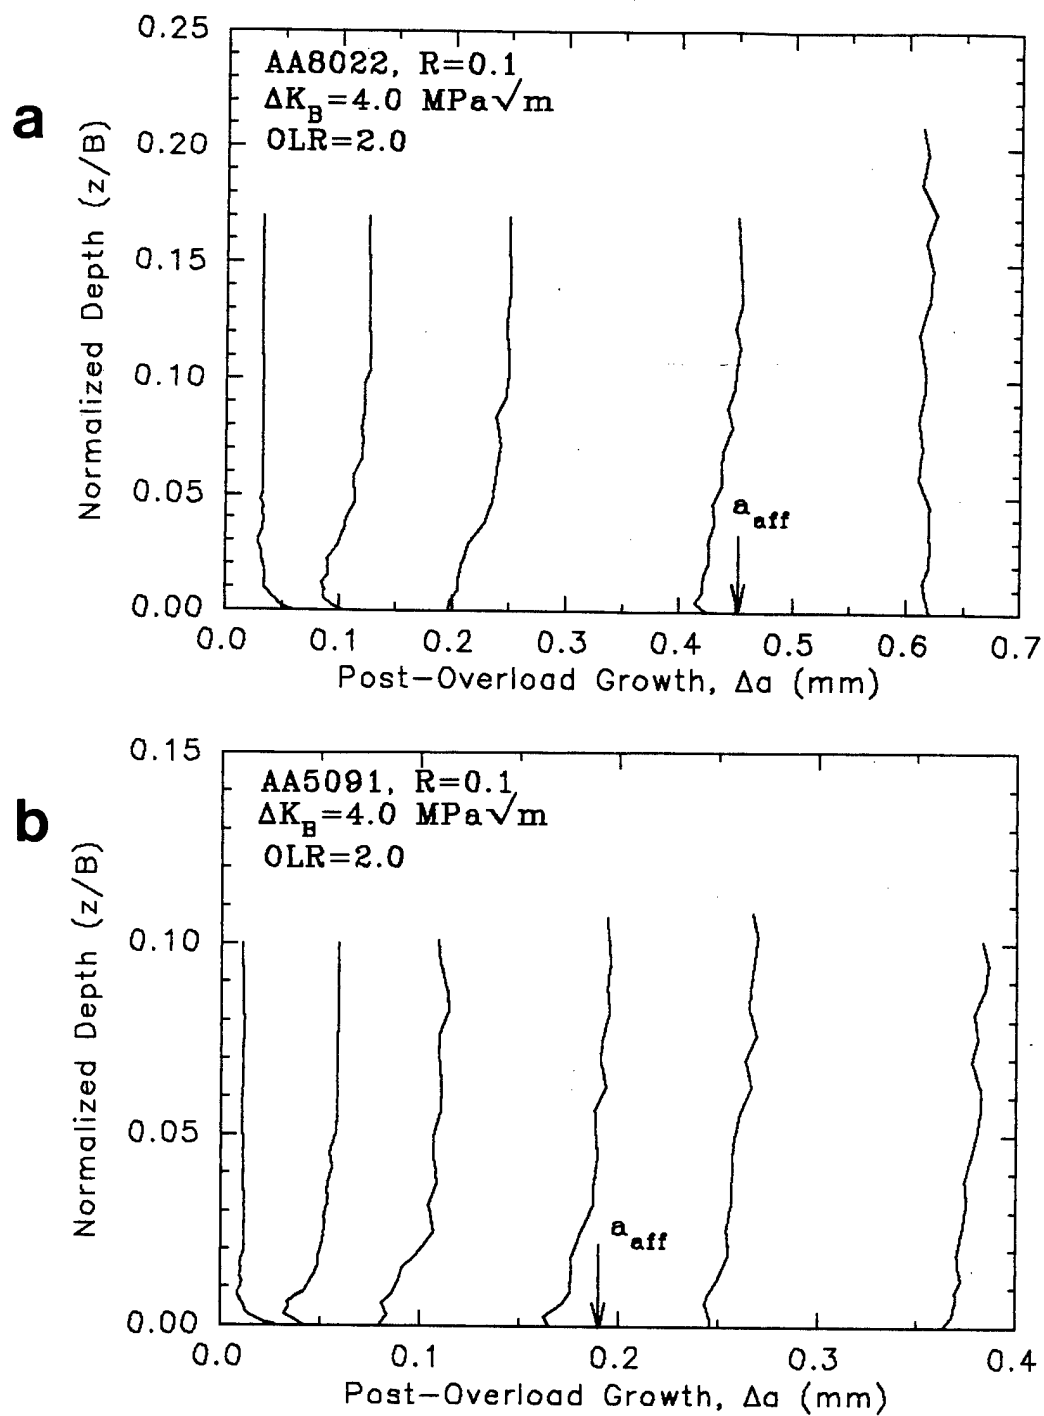 a
AA8022, R=0.1
ΔK_B=4.0 MPa√m
OLR=2.0
Normalized Depth (z/B)
0.25
0.20
0.15
0.10
0.05
0.00
a_aff
0.0 0.1 0.2 0.3 0.4 0.5 0.6 0.7
Post-Overload Growth, Δa (mm)
b
AA5091, R=0.1
ΔK_B=4.0 MPa√m
OLR=2.0
Normalized Depth (z/B)
0.15
0.10
0.05
0.00
a_aff
0.0 0.1 0.2 0.3 0.4
Post-Overload Growth, Δa (mm)